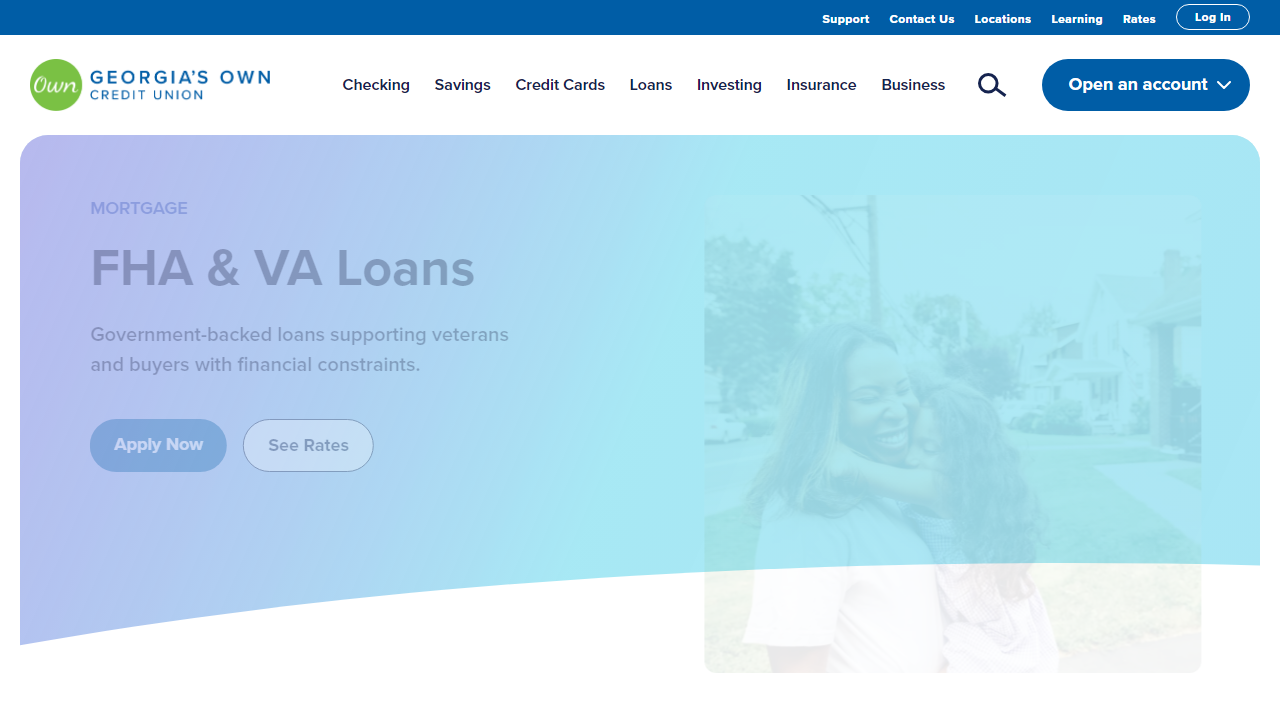 Support Contact Us Locations Learning Rates Log In
Own GEORGIA'S OWN
CREDIT UNION
Checking Savings Credit Cards Loans Investing Insurance Business Open an account
MORTGAGE
FHA & VA Loans
Government-backed loans supporting veterans
and buyers with financial constraints.
Apply Now See Rates